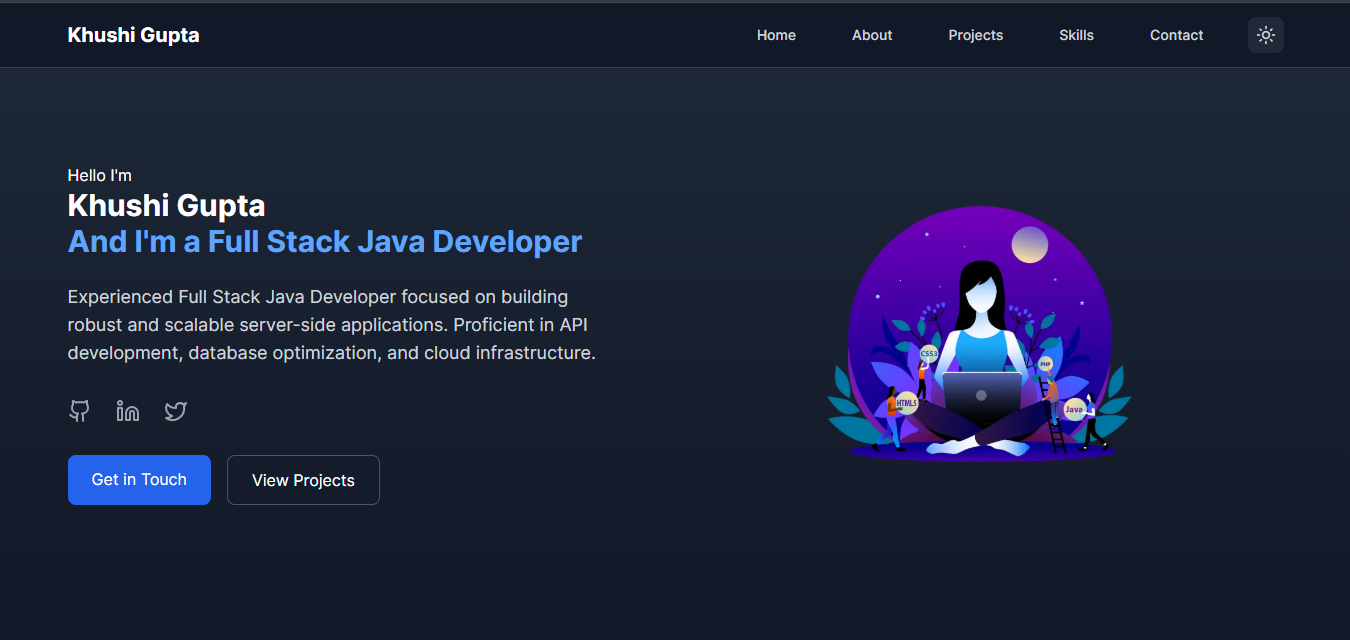 Khushi Gupta
Home
About
Projects
Skills
Contact
Hello I'm
Khushi Gupta
And I'm a Full Stack Java Developer
Experienced Full Stack Java Developer focused on building
robust and scalable server-side applications. Proficient in API
development, database optimization, and cloud infrastructure.
Get in Touch
View Projects
CSS3
PHP
HTML5
Java